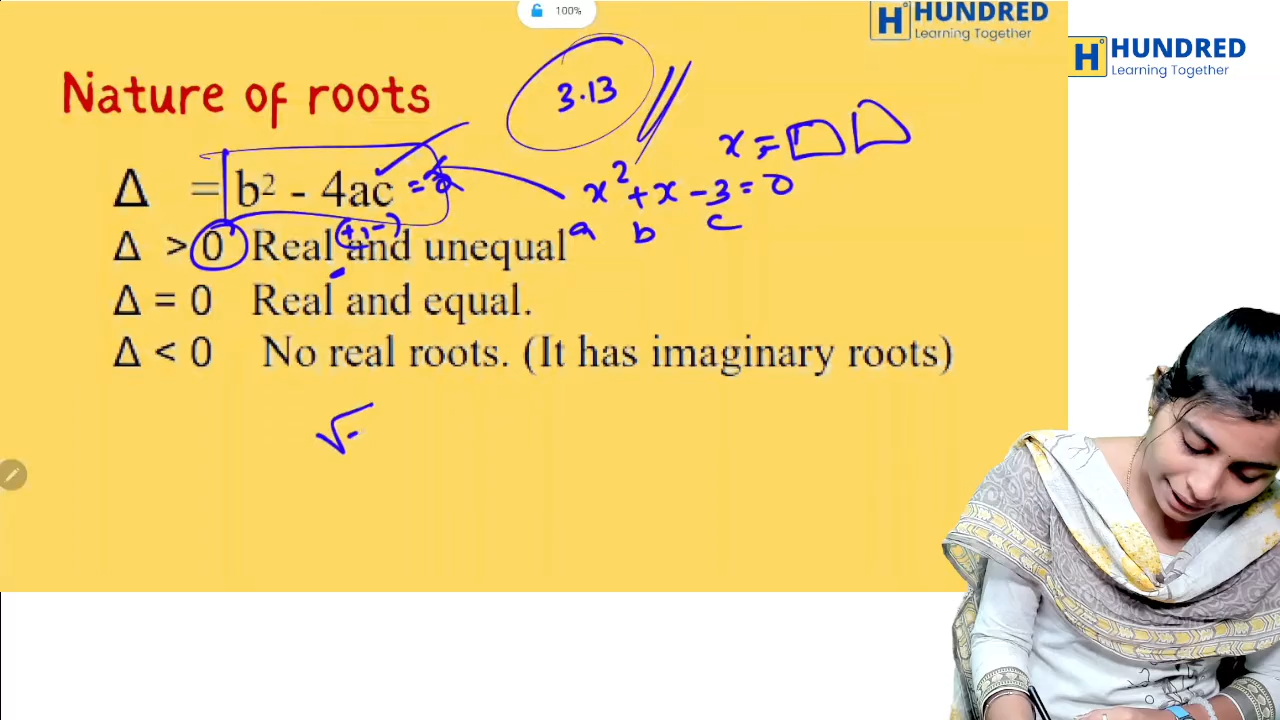 100%
H° HUNDRED
Learning Together
H° HUNDRED
Learning Together
Nature of roots
3.13
x =
Δ = b² - 4ac =
x² + x - 3 = 0
a b c
(+, -)
Δ > 0 Real and unequal
Δ = 0 Real and equal.
Δ < 0 No real roots. (It has imaginary roots)
√-